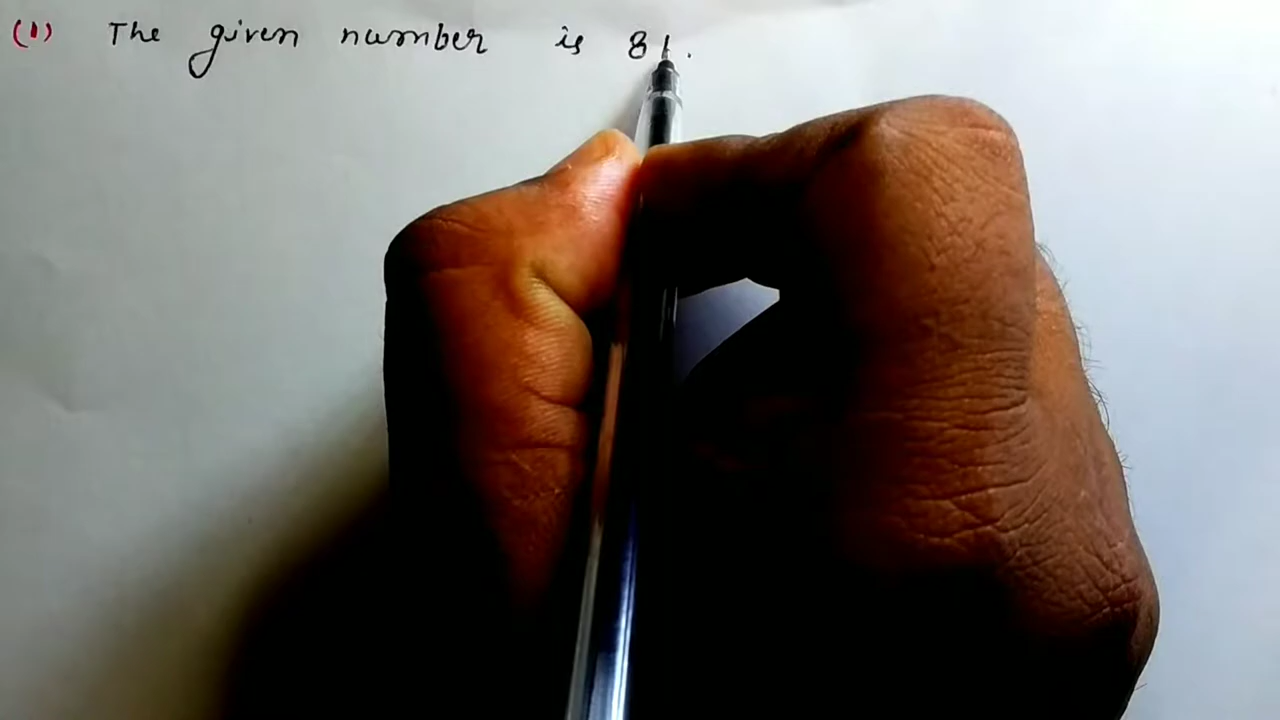 (1) The given number is 81.